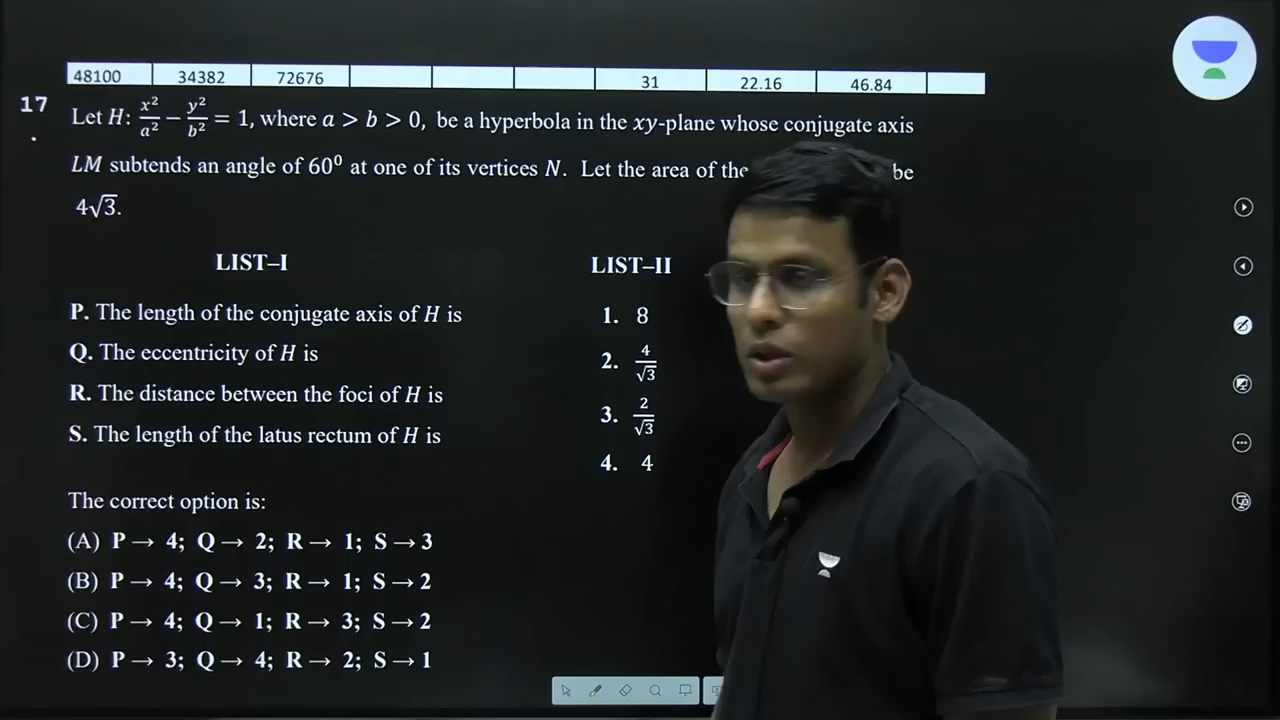 48100 34382 72676 31 22.16 46.84
17 Let H: x²/a² − y²/b² = 1, where a > b > 0, be a hyperbola in the xy-plane whose conjugate axis
. LM subtends an angle of 60⁰ at one of its vertices N. Let the area of the be
4√3.
LIST–I LIST–II
P. The length of the conjugate axis of H is 1. 8
Q. The eccentricity of H is 2. 4/√3
R. The distance between the foci of H is 3. 2/√3
S. The length of the latus rectum of H is 4. 4
The correct option is:
(A) P → 4; Q → 2; R → 1; S → 3
(B) P → 4; Q → 3; R → 1; S → 2
(C) P → 4; Q → 1; R → 3; S → 2
(D) P → 3; Q → 4; R → 2; S → 1